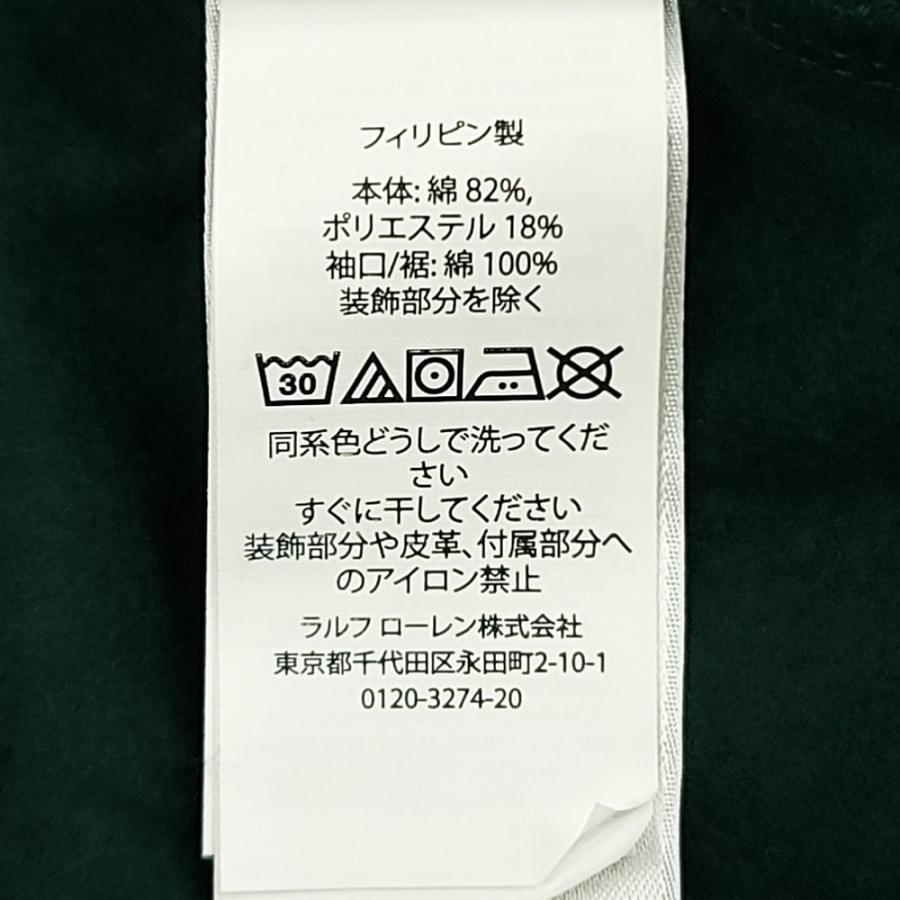 フィリピン製
本体: 綿 82%,
ポリエステル 18%
袖口/裾: 綿 100%
装飾部分を除く
30
同系色どうしで洗ってくだ
さい
すぐに干してください
装飾部分や皮革、付属部分へ
のアイロン禁止
ラルフ ローレン株式会社
東京都千代田区永田町2-10-1
0120-3274-20